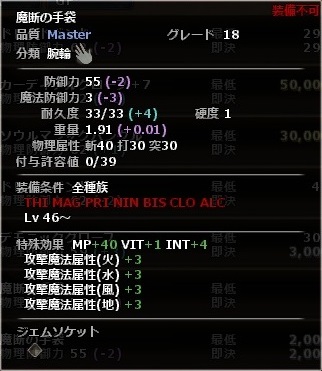 魔断の手袋
装備不可
品質 Master グレード 18
分類 腕輪
防御力 55 (-2)
魔法防御力 3 (-3)
耐久度 33/33 (+4) 硬度 1
重量 1.91 (+0.01)
物理属性 斬40 打30 突30
付与許容値 0/39
装備条件 全種族
THI MAG PRI NIN BIS CLO ALC
Lv 46～
特殊効果 MP+40 VIT+1 INT+4
攻撃魔法属性(火) +3
攻撃魔法属性(水) +3
攻撃魔法属性(風) +3
攻撃魔法属性(地) +3
ジェムソケット